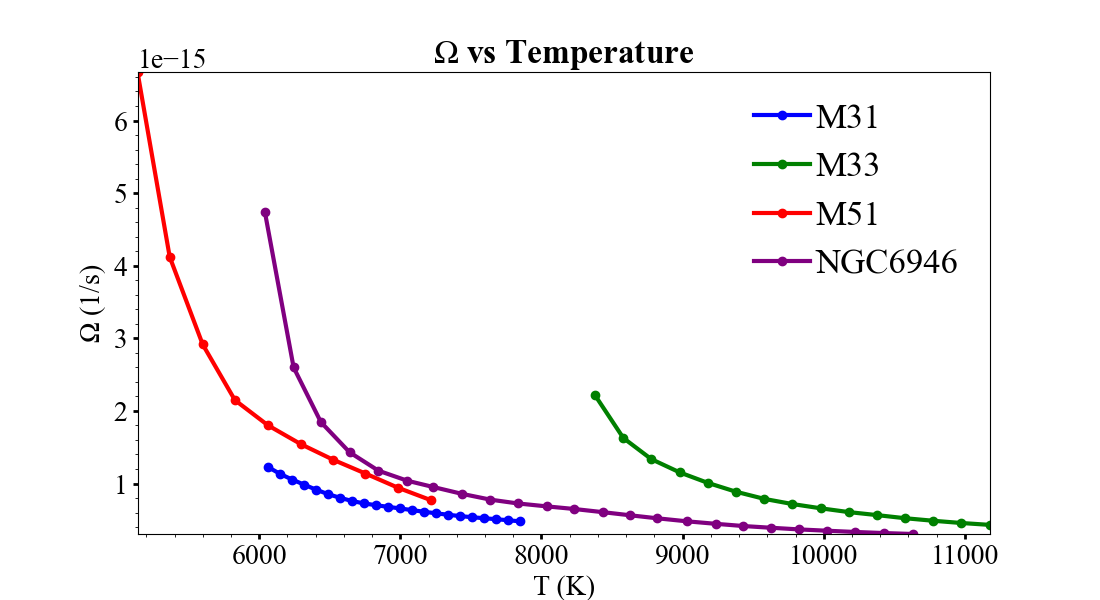 Ω vs Temperature
1e−15
6
5
4
3
2
1
Ω (1/s)
M31
M33
M51
NGC6946
6000 7000 8000 9000 10000 11000
T (K)